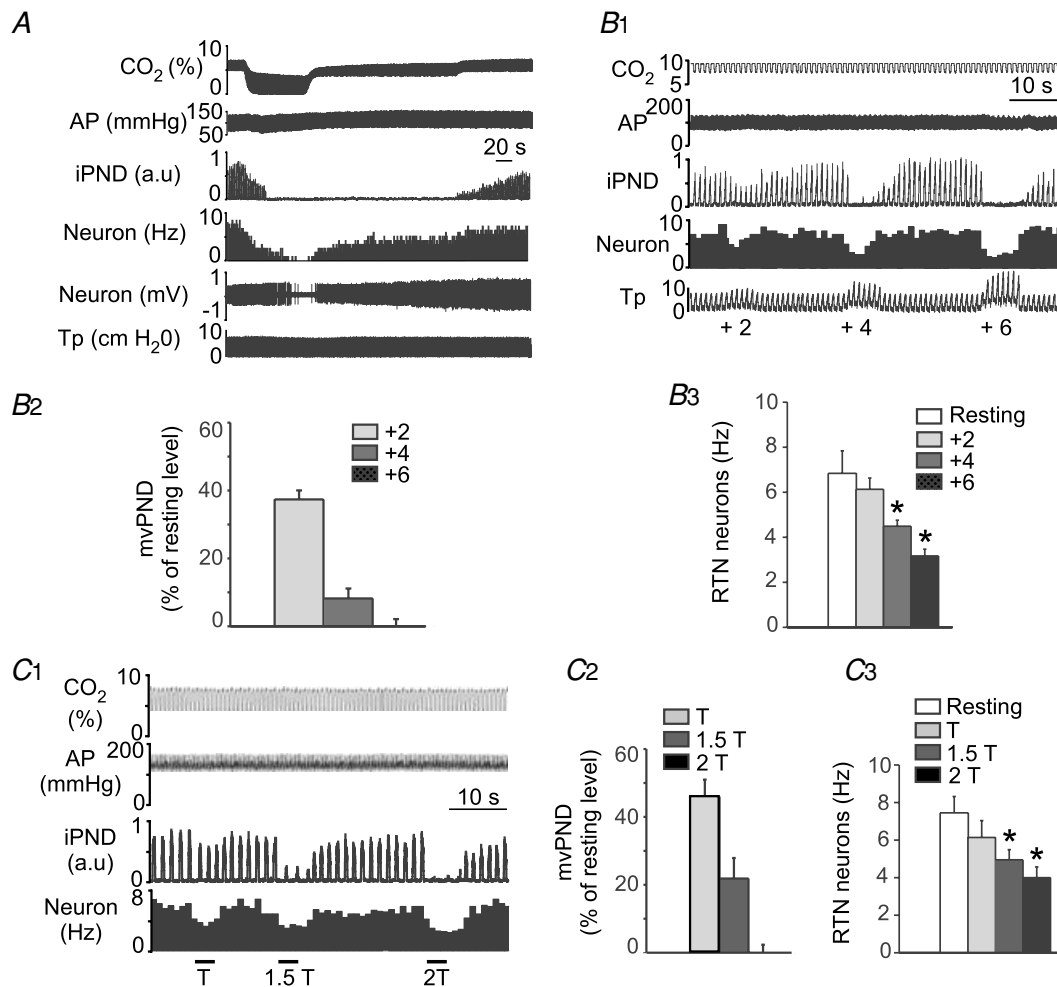 A
CO2 (%)
10
0
AP (mmHg)
150
50
20 s
iPND (a.u)
1
0
Neuron (Hz)
10
0
Neuron (mV)
1
-1
Tp (cm H20)
10
0
B1
CO2
10
5
10 s
AP
200
0
iPND
1
0
Neuron
10
0
Tp
10
0
+ 2
+ 4
+ 6
B2
mvPND
(% of resting level)
60
40
20
0
+2
+4
+6
B3
RTN neurons (Hz)
10
8
6
4
2
0
Resting
+2
+4
+6
*
*
C1
CO2
(%)
10
0
AP
(mmHg)
200
0
10 s
iPND
(a.u)
1
0
Neuron
(Hz)
8
0
T
1.5 T
2T
C2
T
1.5 T
2 T
mvPND
(% of resting level)
60
40
20
0
C3
Resting
T
1.5 T
2 T
RTN neurons (Hz)
10
8
6
4
2
0
*
*